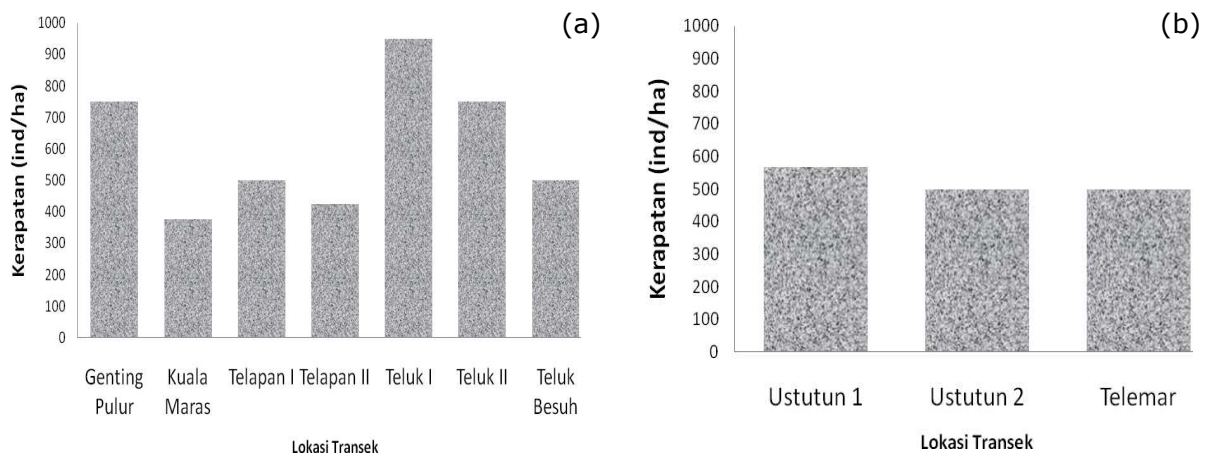 (a)
Kerapatan (ind/ha)
1000
900
800
700
600
500
400
300
200
100
0
Genting Pulur
Kuala Maras
Telapan I
Telapan II
Teluk I
Teluk II
Teluk Besuh
Lokasi Transek
(b)
Kerapatan (ind/ha)
1000
900
800
700
600
500
400
300
200
100
0
Ustutun 1
Ustutun 2
Telemar
Lokasi Transek